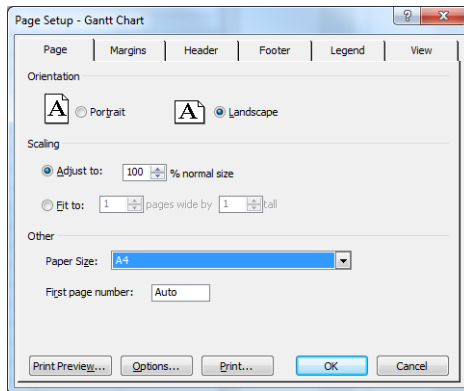 Page Setup - Gantt Chart
Page Margins Header Footer Legend View
Orientation
A Portrait A Landscape
Scaling
Adjust to: 100 % normal size
Fit to: 1 pages wide by 1 tall
Other
Paper Size: A4
First page number: Auto
Print Preview... Options... Print... OK Cancel